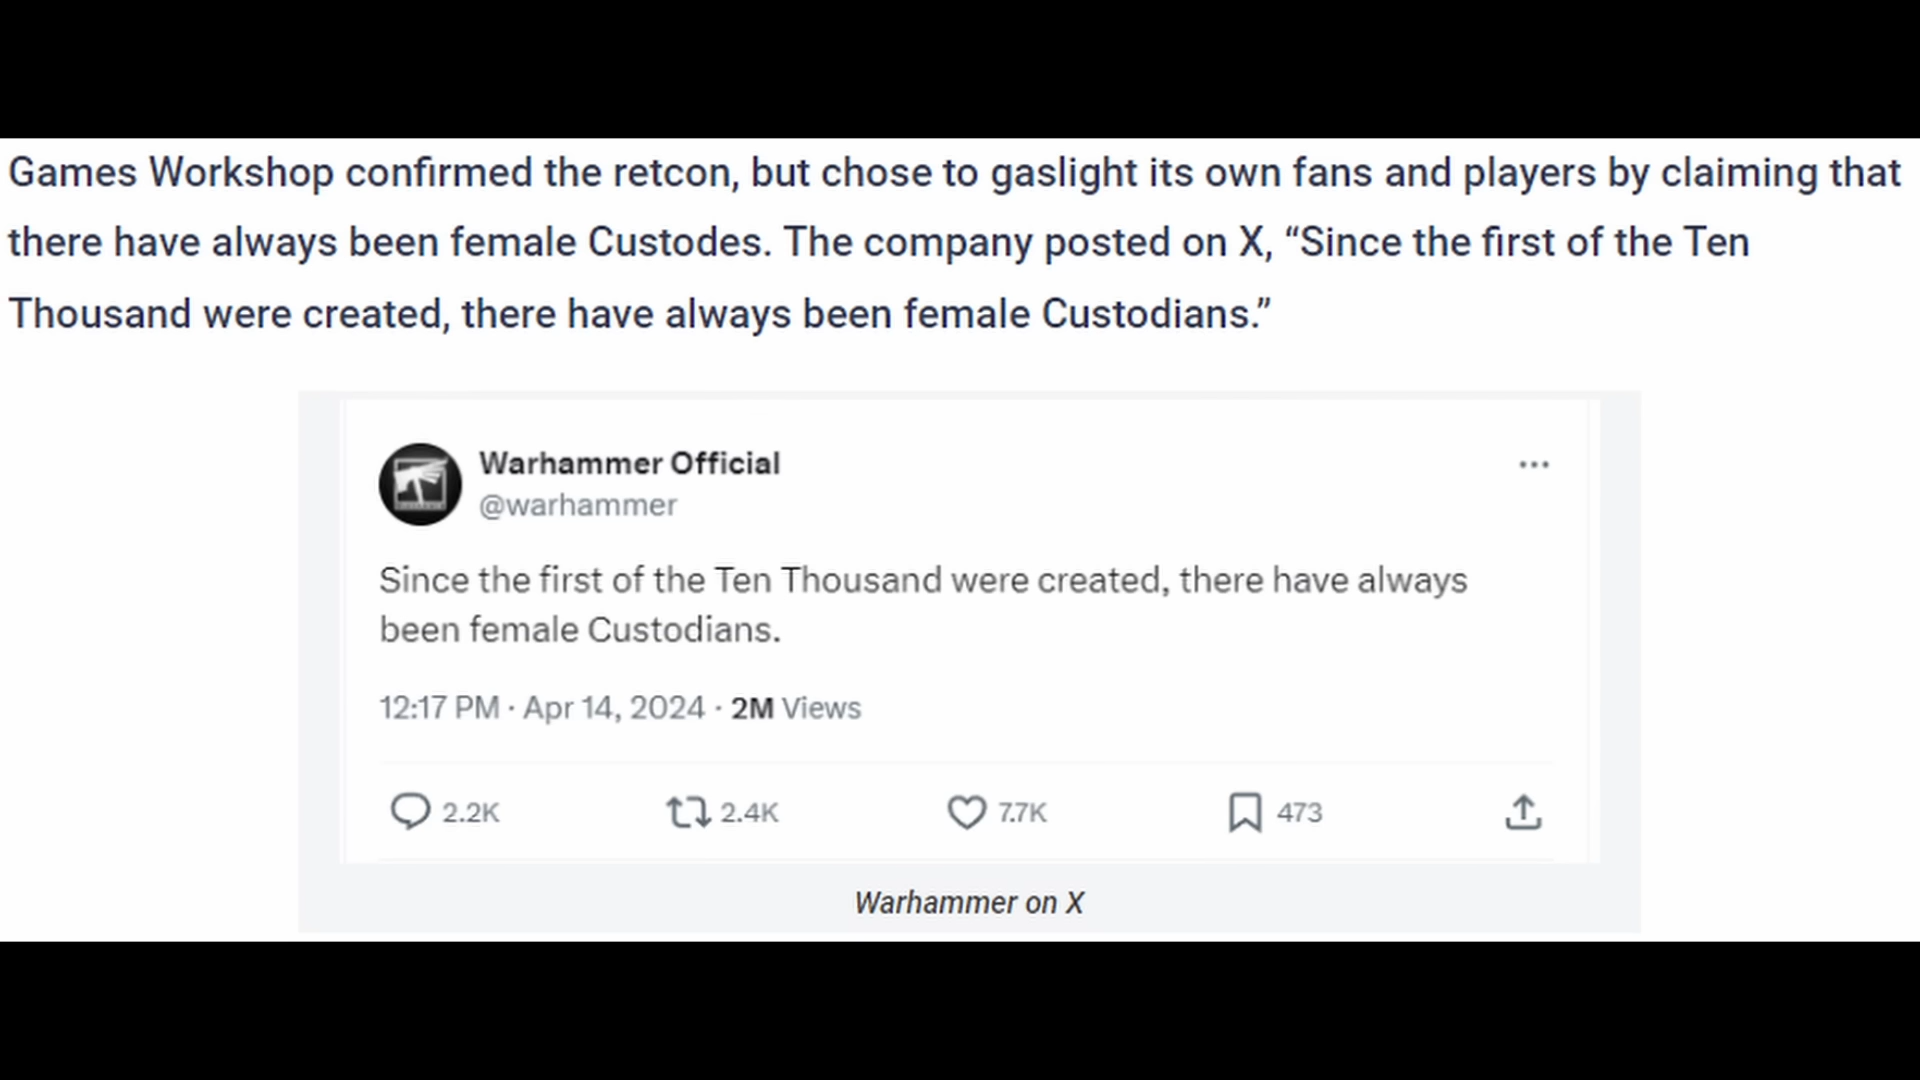 Games Workshop confirmed the retcon, but chose to gaslight its own fans and players by claiming that
there have always been female Custodes. The company posted on X, “Since the first of the Ten
Thousand were created, there have always been female Custodians.”
Warhammer Official
@warhammer
Since the first of the Ten Thousand were created, there have always
been female Custodians.
12:17 PM · Apr 14, 2024 · 2M Views
2.2K 2.4K 7.7K 473
Warhammer on X